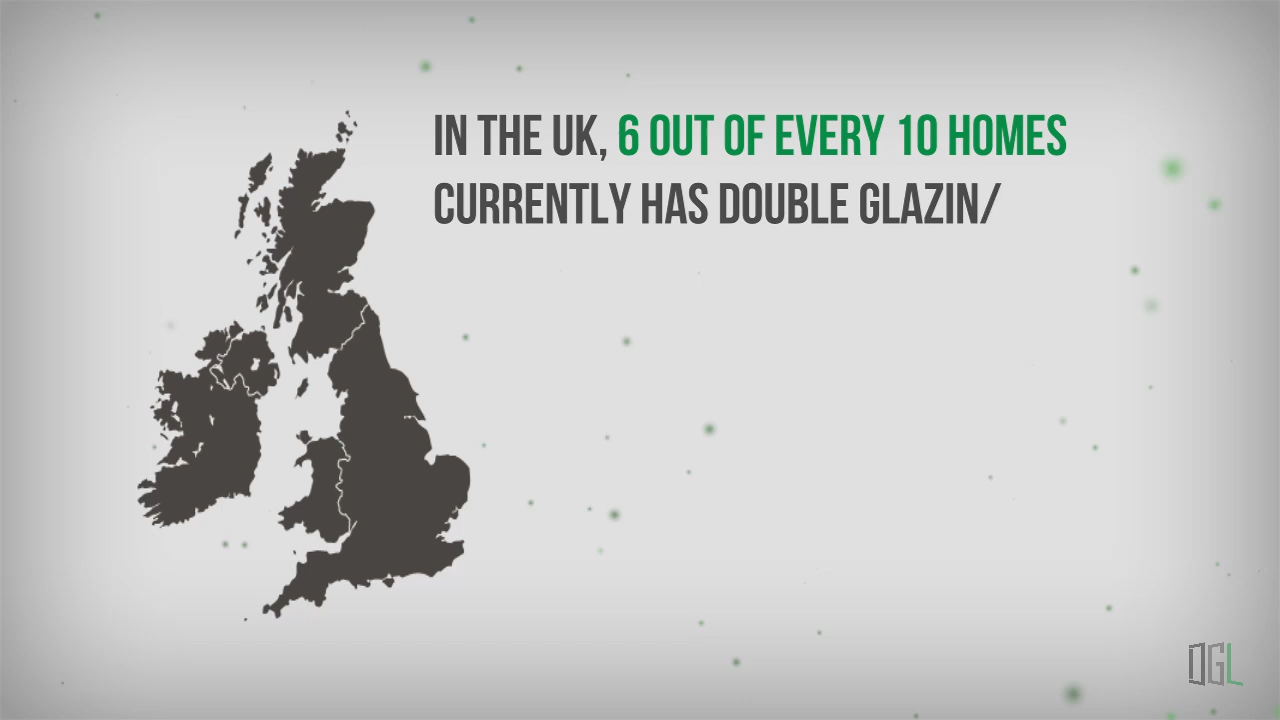 IN THE UK, 6 OUT OF EVERY 10 HOMES
CURRENTLY HAS DOUBLE GLAZIN/
DGL